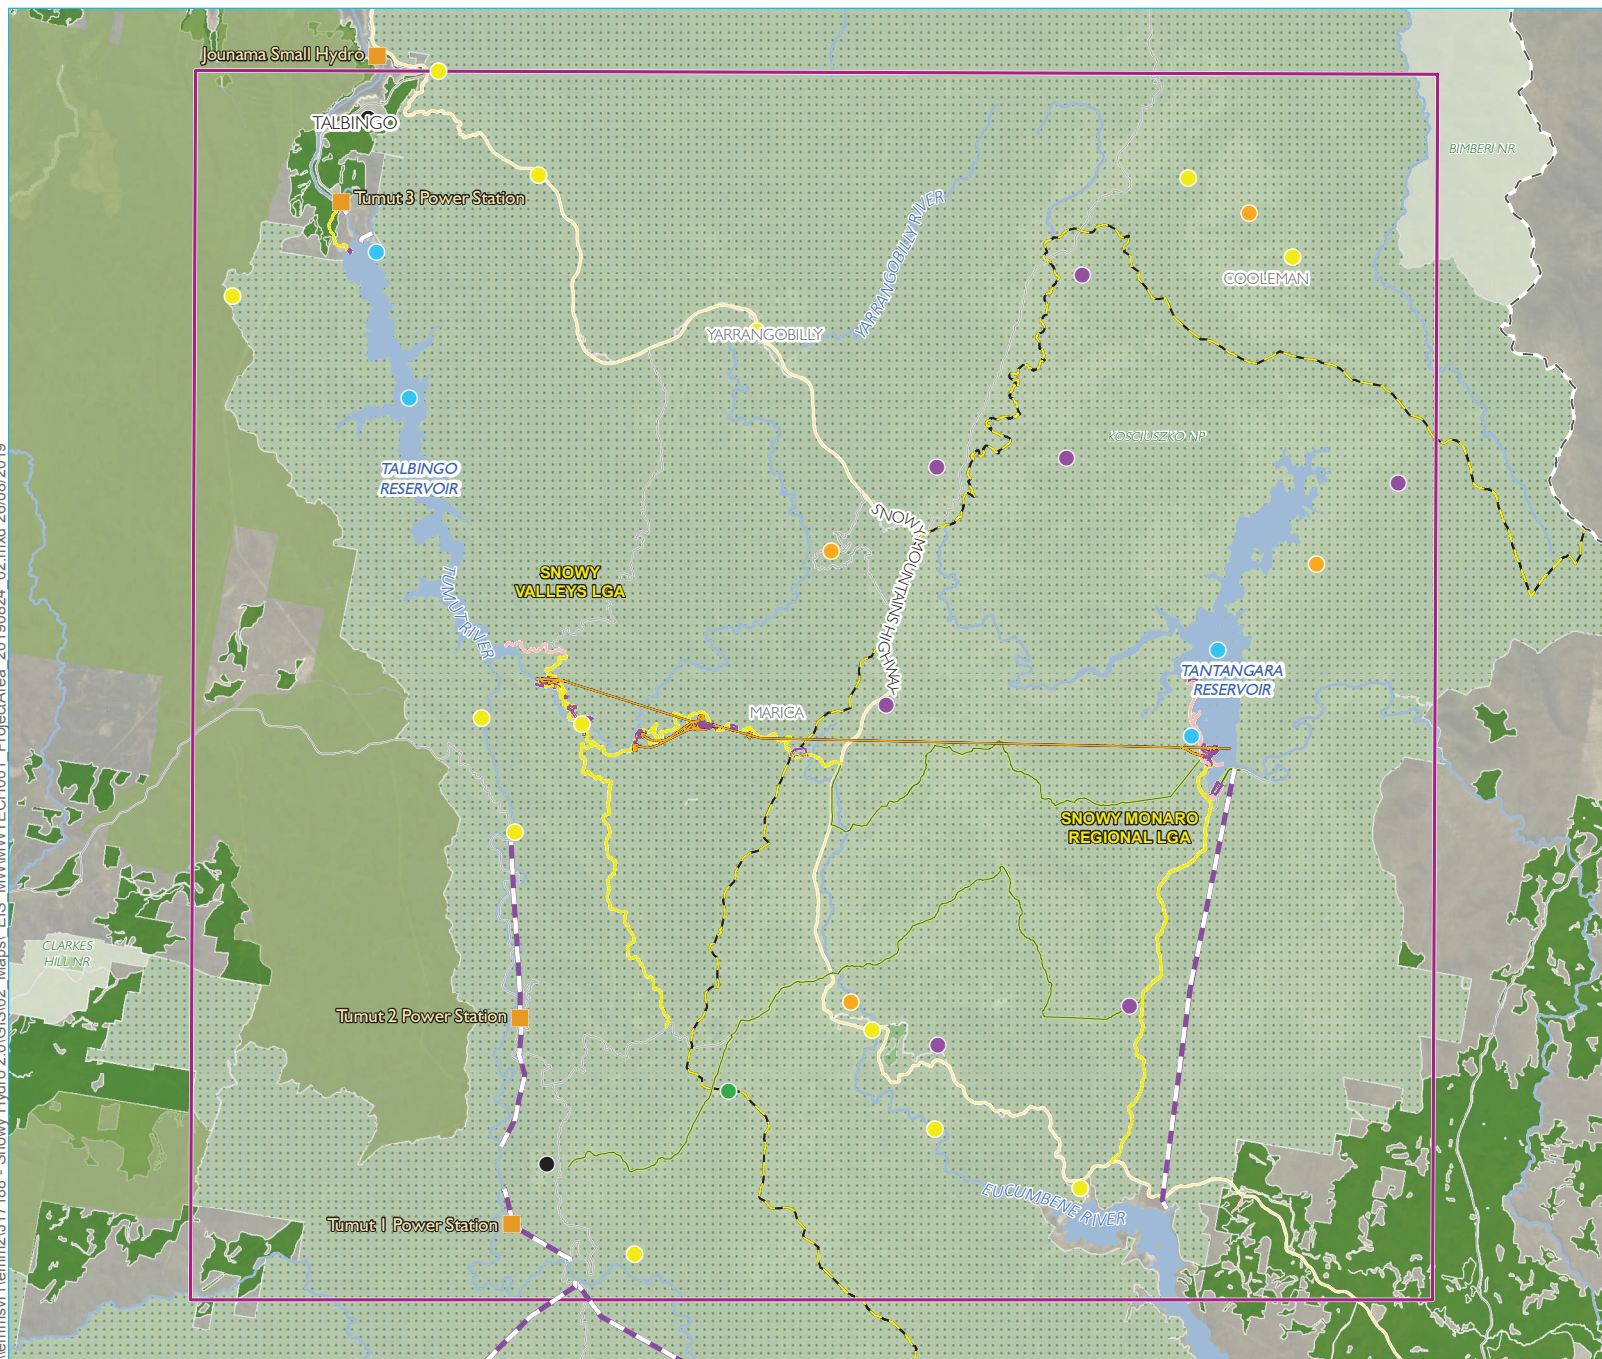 Jounama Small Hydro
TALBINGO
BIMBERI NR
Tumut 3 Power Station
YARRANGOBILLY RIVER
COOLEMAN
YARRANGOBILLY
KOSCIUSZKO NP
TALBINGO
RESERVOIR
SNOWY MOUNTAINS HIGHWAY
SNOWY
VALLEYS LGA
TUMUT RIVER
TANTANGARA
RESERVOIR
MARICA
SNOWY MONARO
REGIONAL LGA
CLARKES
HILL NR
Tumut 2 Power Station
EUCUMBENE RIVER
Tumut 1 Power Station